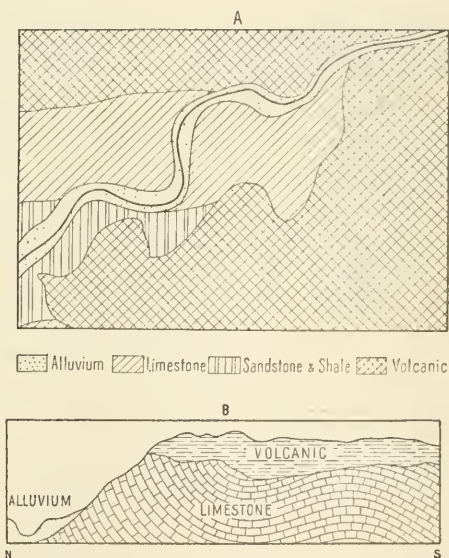 A
Alluvium Limestone Sandstone & Shale Volcanic
B
VOLCANIC
ALLUVIUM
LIMESTONE
N S